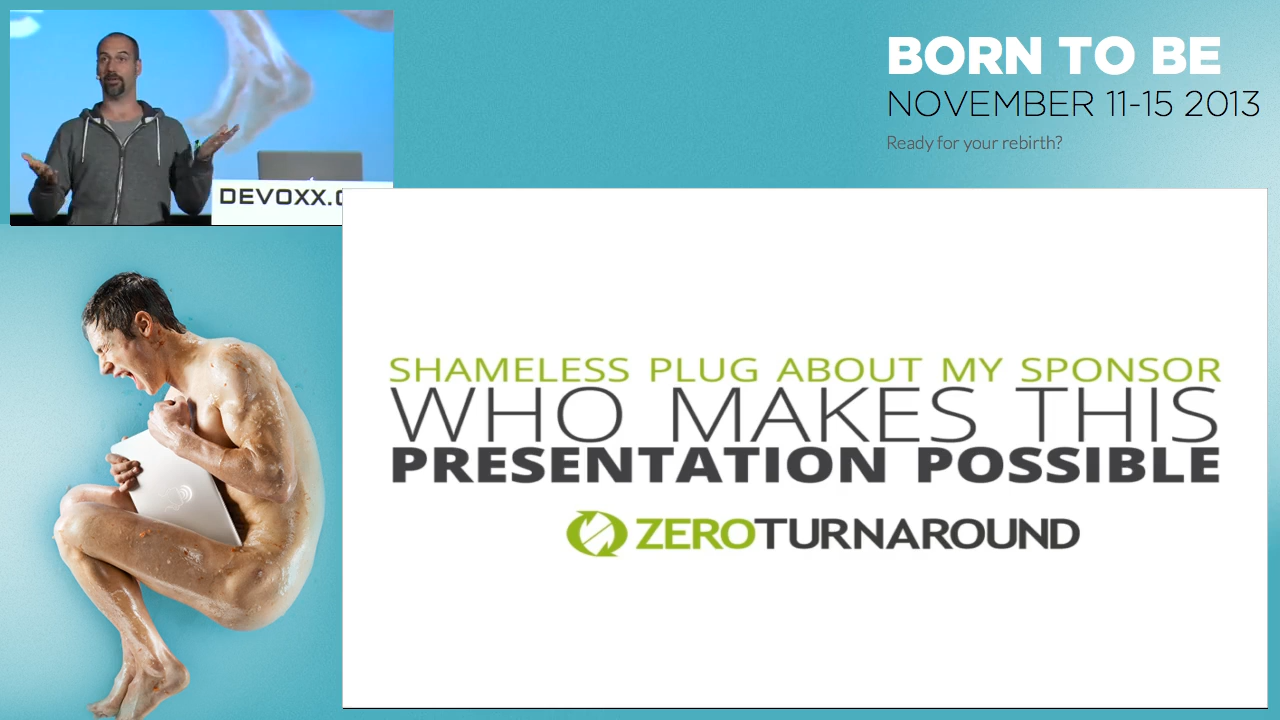 BORN TO BE
NOVEMBER 11-15 2013
Ready for your rebirth?
DEVOXX.
SHAMELESS PLUG ABOUT MY SPONSOR
WHO MAKES THIS
PRESENTATION POSSIBLE
ZEROTURNAROUND